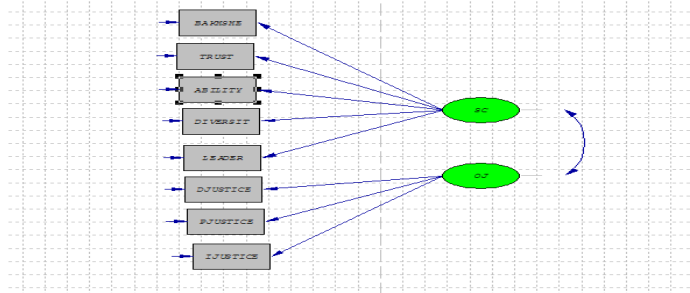 BAKHSHE
TRUST
ABILITY
SC
DIVERSIT
LEADER
OJ
DJUSTICE
PJUSTICE
IJUSTICE